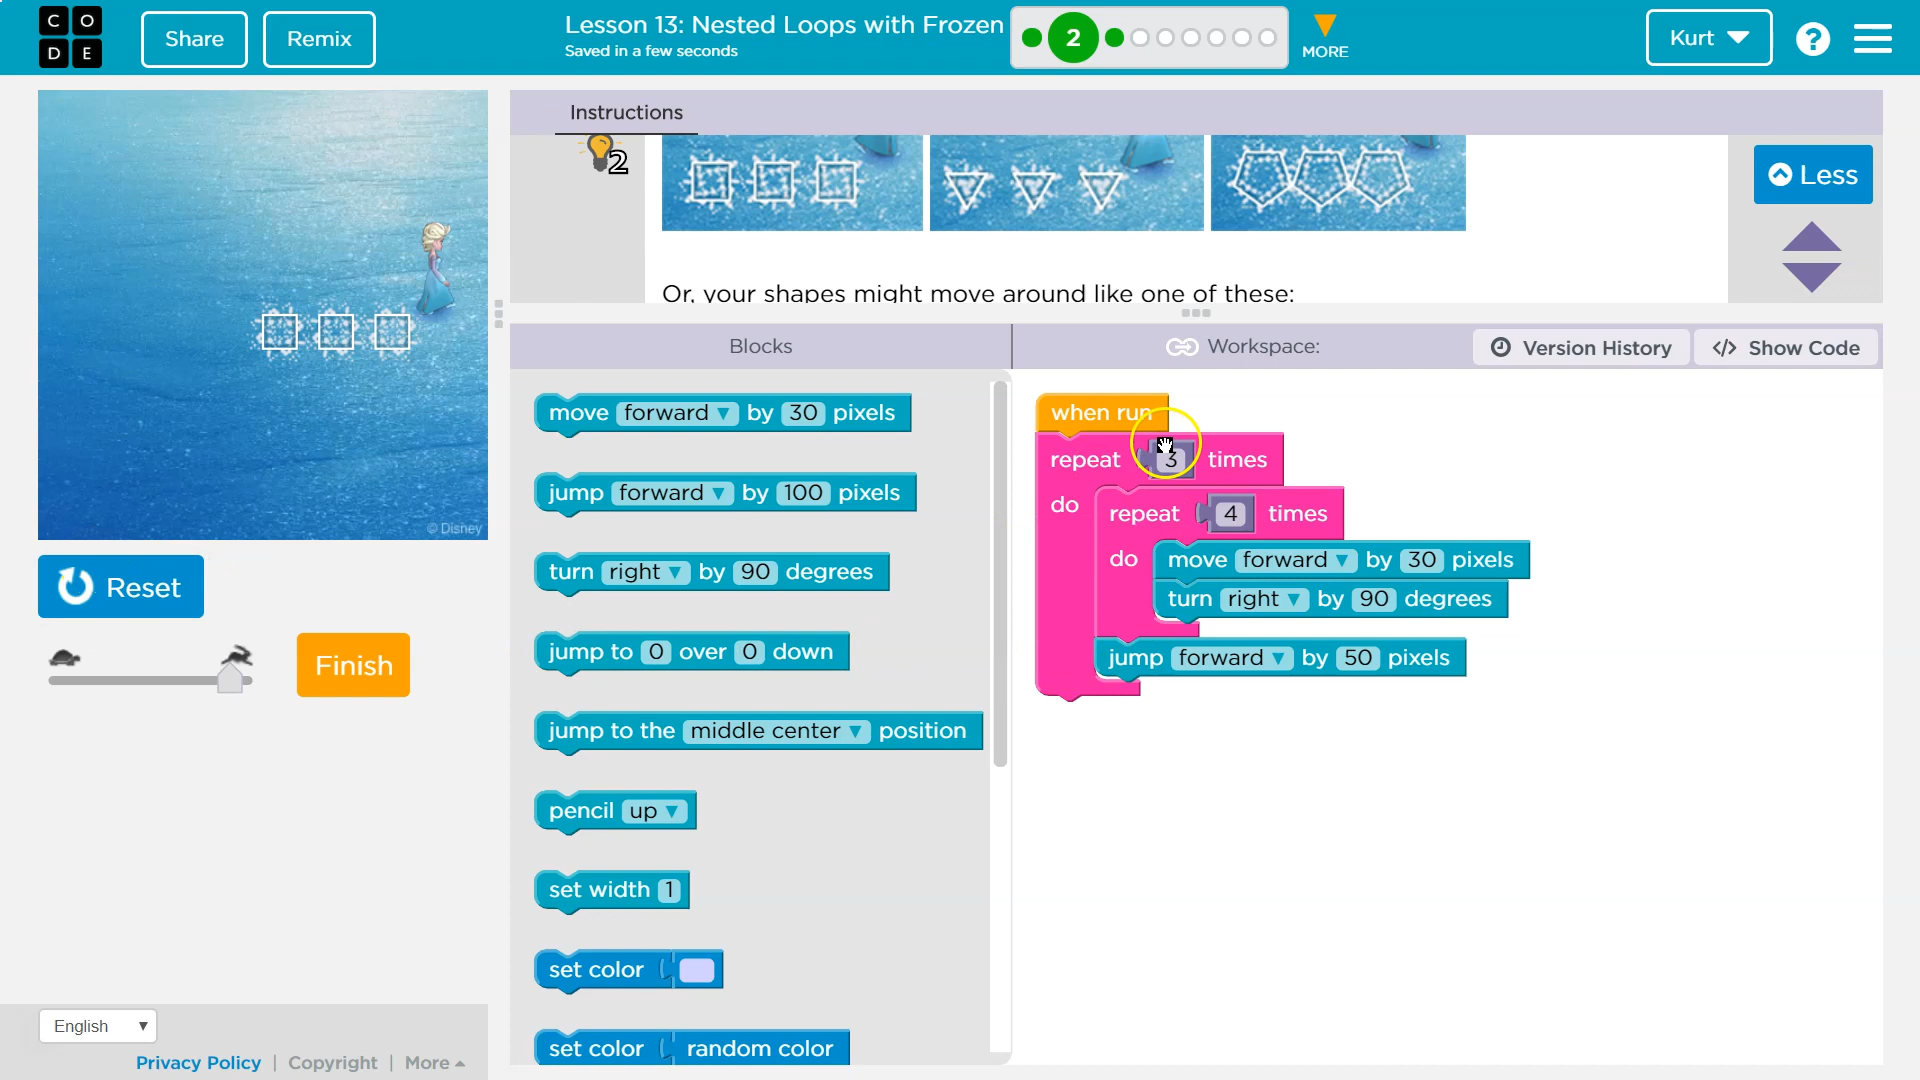 C O
D E
Share
Remix
Lesson 13: Nested Loops with Frozen
Saved in a few seconds
2
MORE
Kurt
?
Instructions
2
Less
Or, your shapes might move around like one of these:
© Disney
Blocks
Workspace:
Version History
</> Show Code
move forward ▼ by 30 pixels
jump forward ▼ by 100 pixels
turn right ▼ by 90 degrees
jump to 0 over 0 down
jump to the middle center ▼ position
pencil up ▼
set width 1
set color
set color random color
when run
repeat 3 times
do
repeat 4 times
do
move forward ▼ by 30 pixels
turn right ▼ by 90 degrees
jump forward ▼ by 50 pixels
Reset
Finish
English ▼
Privacy Policy | Copyright | More